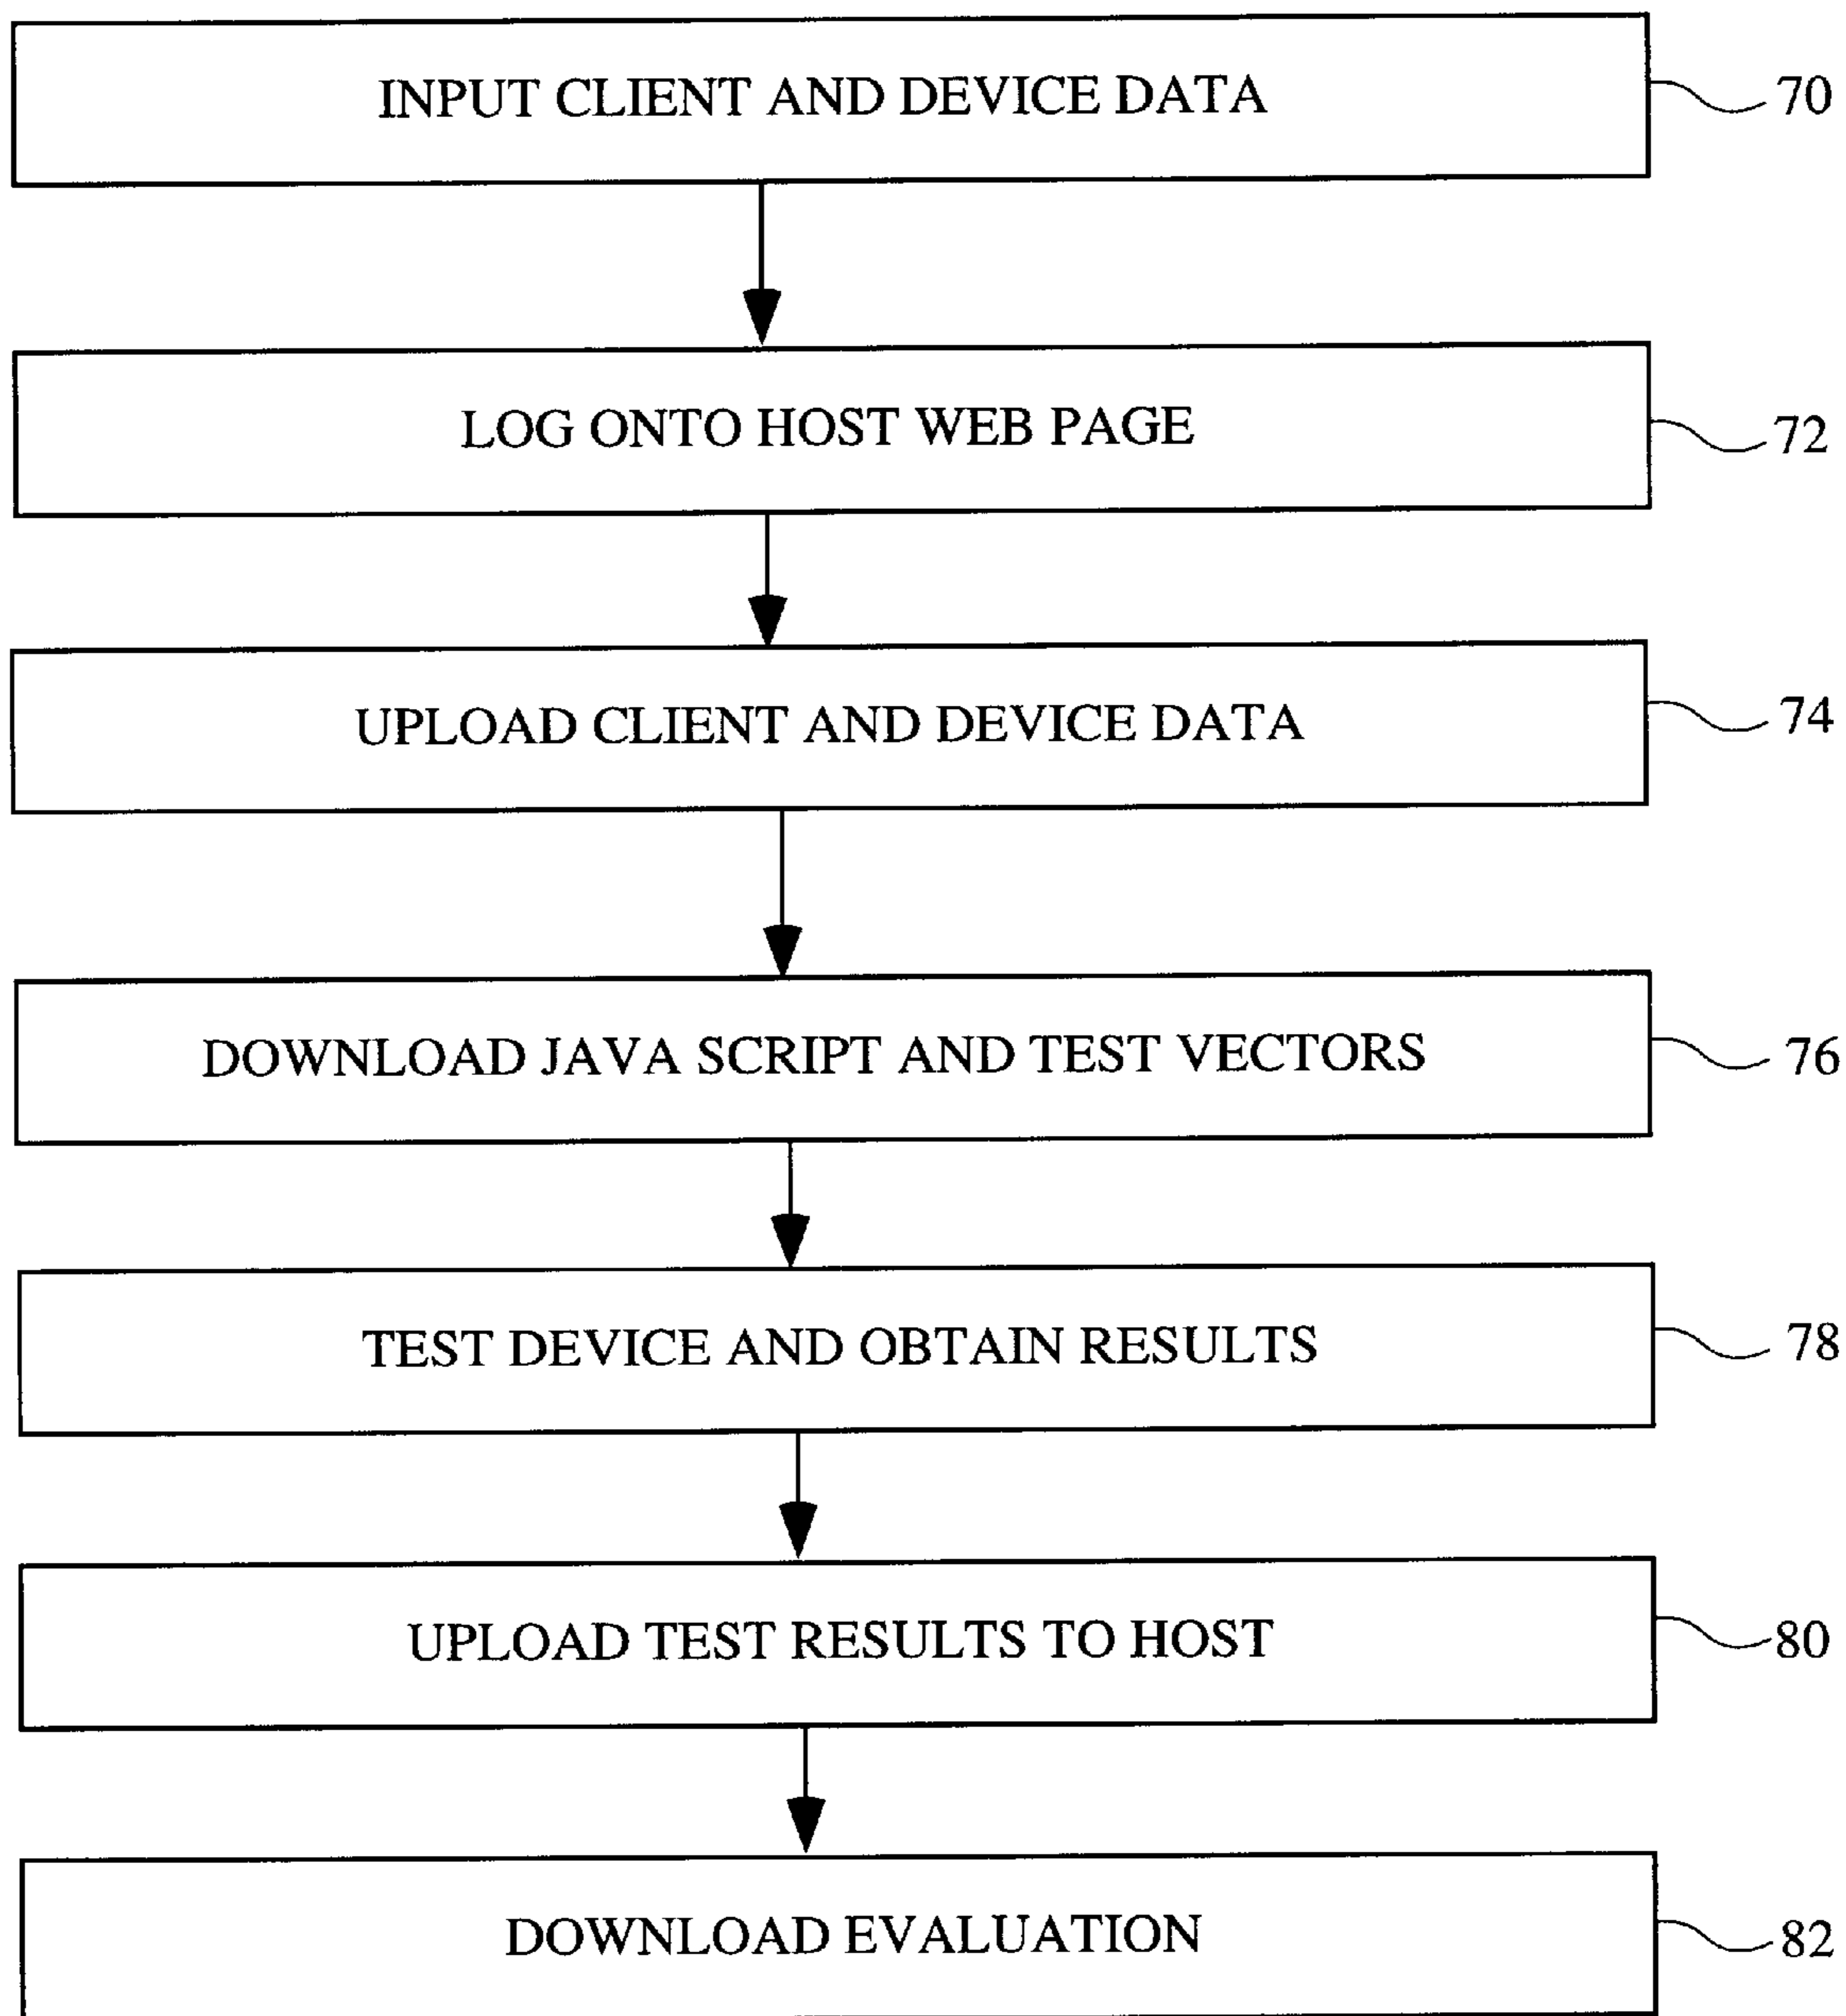 INPUT CLIENT AND DEVICE DATA 70
LOG ONTO HOST WEB PAGE 72
UPLOAD CLIENT AND DEVICE DATA 74
DOWNLOAD JAVA SCRIPT AND TEST VECTORS 76
TEST DEVICE AND OBTAIN RESULTS 78
UPLOAD TEST RESULTS TO HOST 80
DOWNLOAD EVALUATION 82